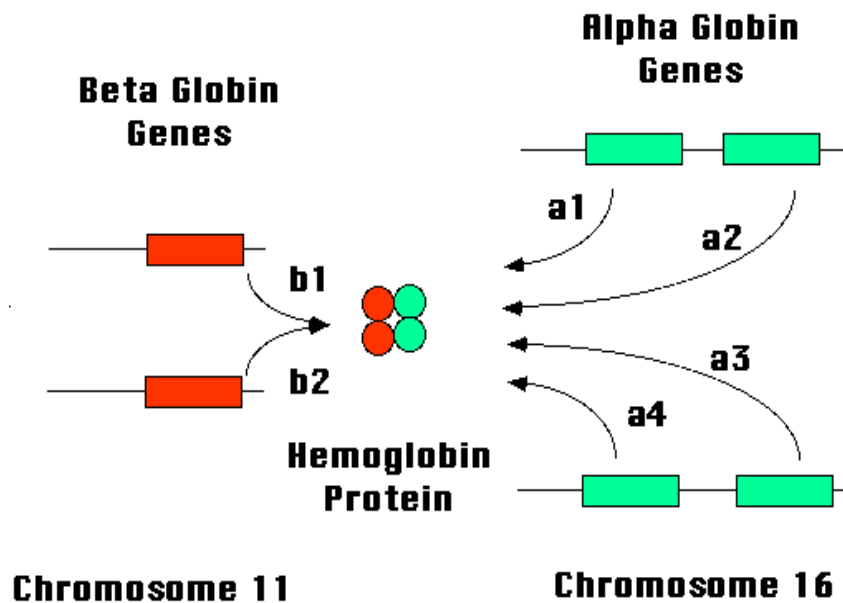 Alpha Globin
Genes
Beta Globin
Genes
a1
a2
b1
b2
a3
a4
Hemoglobin
Protein
Chromosome 11
Chromosome 16